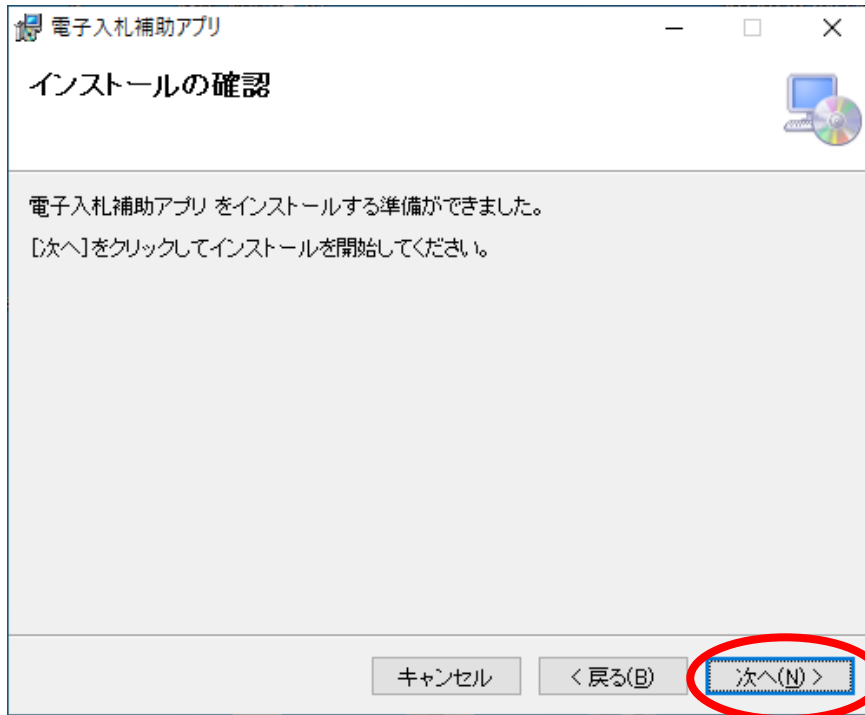 電子入札補助アプリ
インストールの確認
電子入札補助アプリ をインストールする準備ができました。
[次へ]をクリックしてインストールを開始してください。
キャンセル
< 戻る(B)
次へ(N) >